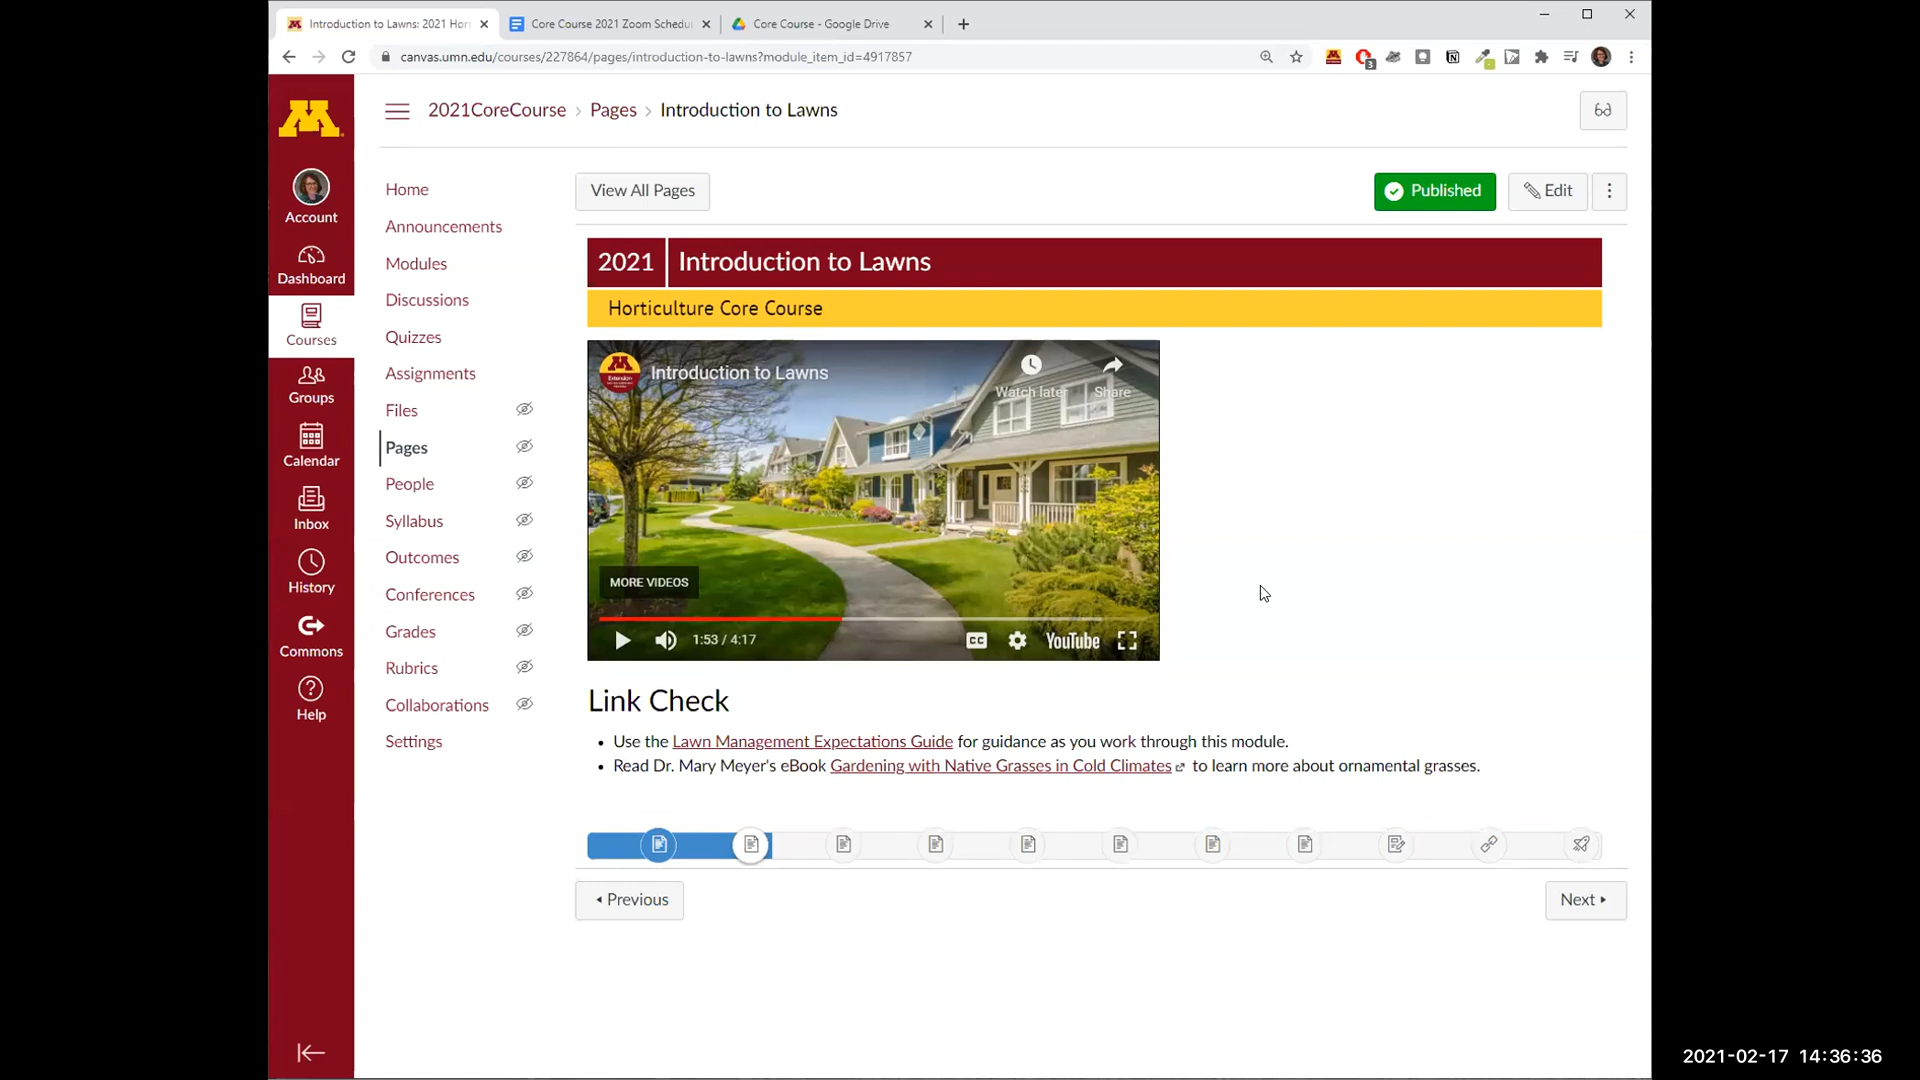 Introduction to Lawns: 2021 Hor
Core Course 2021 Zoom Schedu
Core Course - Google Drive
canvas.umn.edu/courses/227864/pages/introduction-to-lawns?module_item_id=4917857
3
M
2021CoreCourse › Pages › Introduction to Lawns
Account
Dashboard
Courses
Groups
Calendar
Inbox
History
Commons
Help
Home
Announcements
Modules
Discussions
Quizzes
Assignments
Files
Pages
People
Syllabus
Outcomes
Conferences
Grades
Rubrics
Collaborations
Settings
View All Pages
Published
Edit
2021 Introduction to Lawns
Horticulture Core Course
M
Extension
Introduction to Lawns
Watch later
Share
MORE VIDEOS
1:53 / 4:17
CC
YouTube
Link Check
• Use the Lawn Management Expectations Guide for guidance as you work through this module.
• Read Dr. Mary Meyer's eBook Gardening with Native Grasses in Cold Climates to learn more about ornamental grasses.
Previous
Next
2021-02-17 14:36:36